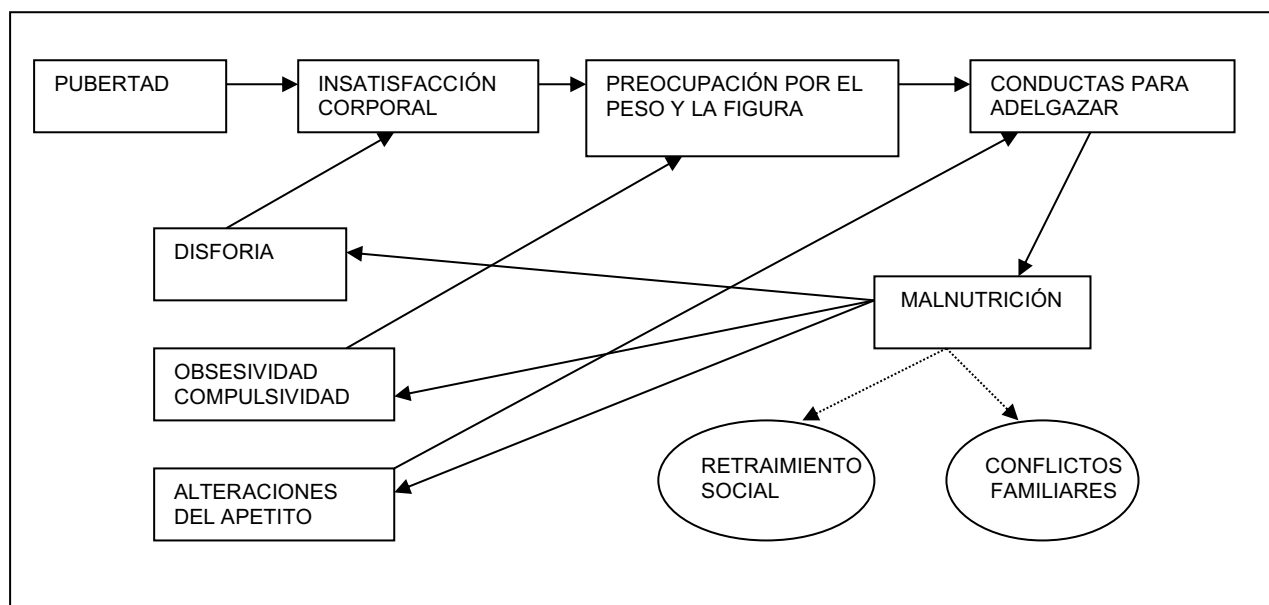 PUBERTAD
INSATISFACCIÓN
CORPORAL
PREOCUPACIÓN POR EL
PESO Y LA FIGURA
CONDUCTAS PARA
ADELGAZAR
DISFORIA
MALNUTRICIÓN
OBSESIVIDAD
COMPULSIVIDAD
RETRAIMIENTO
SOCIAL
CONFLICTOS
FAMILIARES
ALTERACIONES
DEL APETITO